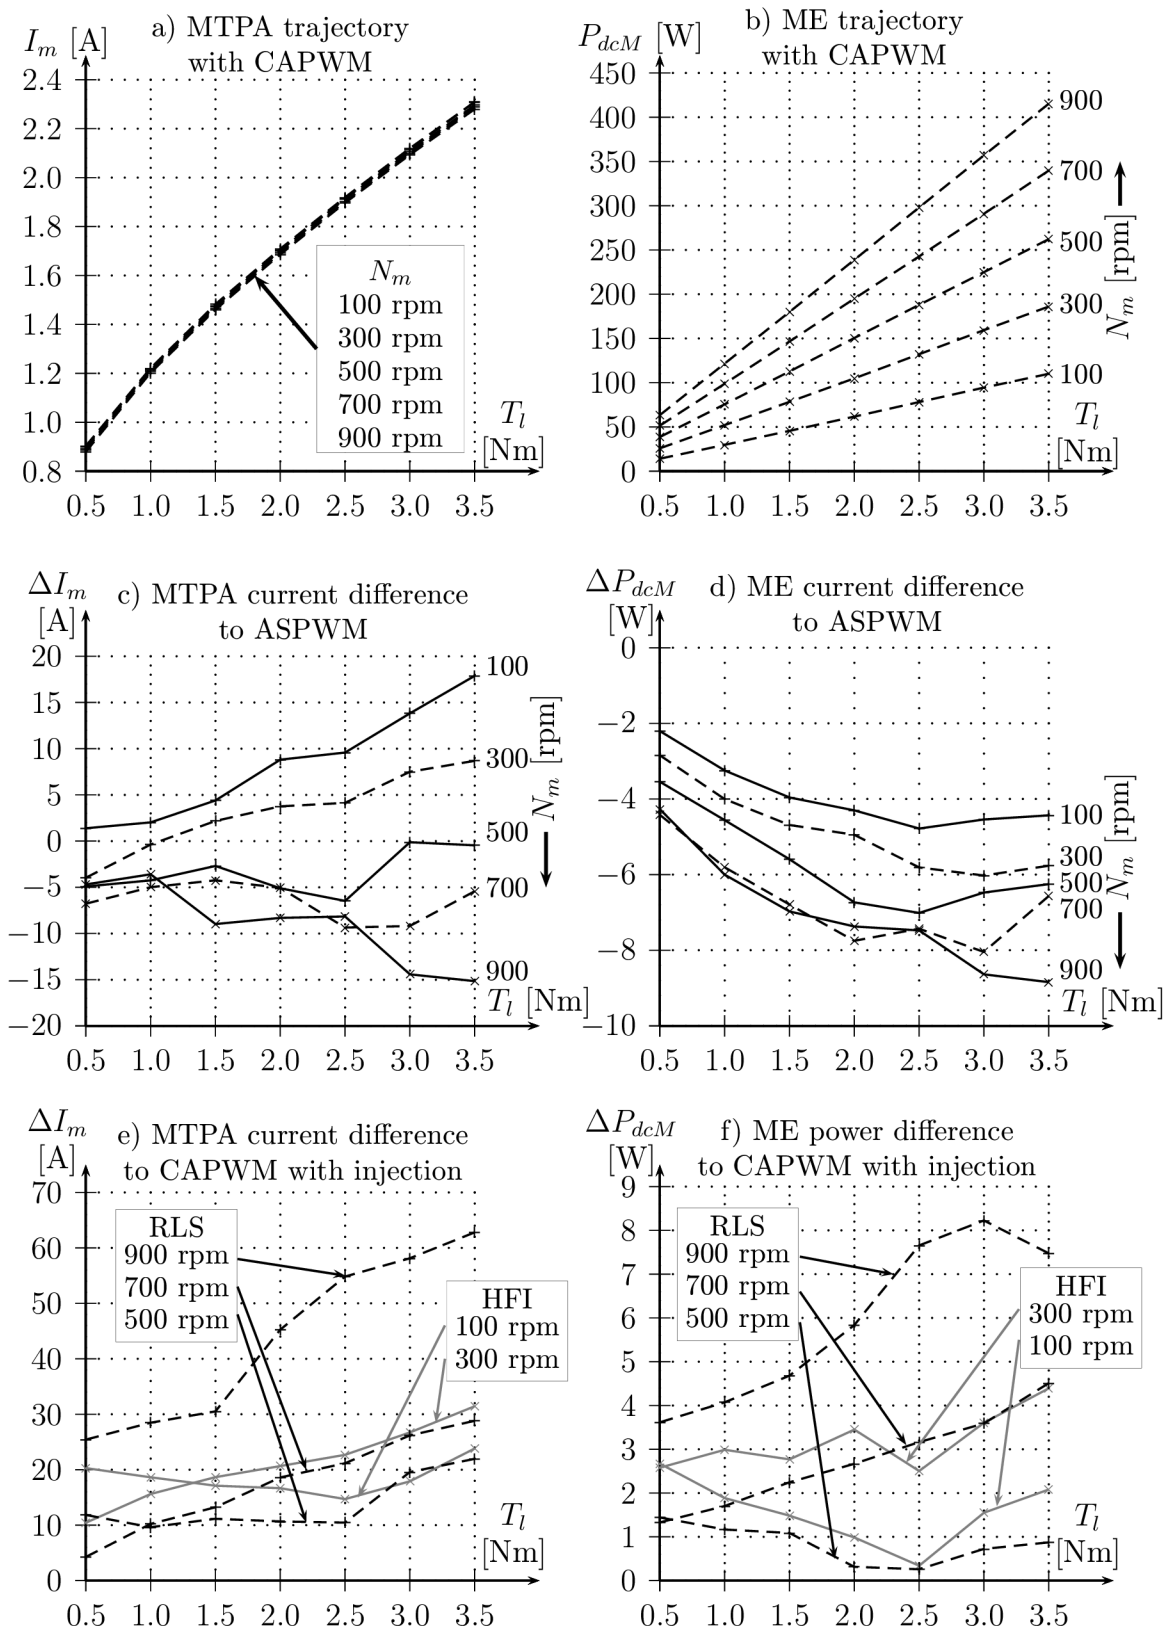 a) MTPA trajectory
with CAPWM
I_m [A]
2.4
2.2
2.0
1.8
1.6
1.4
1.2
1.0
0.8
N_m
100 rpm
300 rpm
500 rpm
700 rpm
900 rpm
T_l
[Nm]
0.5 1.0 1.5 2.0 2.5 3.0 3.5
b) ME trajectory
with CAPWM
P_dcM [W]
450
400
350
300
250
200
150
100
50
0
900
700
500
300
100
N_m [rpm]
T_l
[Nm]
0.5 1.0 1.5 2.0 2.5 3.0 3.5
c) MTPA current difference
to ASPWM
ΔI_m
[A]
20
15
10
5
0
−5
−10
−15
−20
100
300
500
700
900
N_m [rpm]
T_l [Nm]
0.5 1.0 1.5 2.0 2.5 3.0 3.5
d) ME current difference
to ASPWM
ΔP_dcM
[W]
0
−2
−4
−6
−8
−10
100
300
500
700
900
N_m [rpm]
T_l [Nm]
0.5 1.0 1.5 2.0 2.5 3.0 3.5
e) MTPA current difference
to CAPWM with injection
ΔI_m
[A]
70
60
50
40
30
20
10
0
RLS
900 rpm
700 rpm
500 rpm
HFI
100 rpm
300 rpm
T_l
[Nm]
0.5 1.0 1.5 2.0 2.5 3.0 3.5
f) ME power difference
to CAPWM with injection
ΔP_dcM
[W]
9
8
7
6
5
4
3
2
1
0
RLS
900 rpm
700 rpm
500 rpm
HFI
300 rpm
100 rpm
T_l
[Nm]
0.5 1.0 1.5 2.0 2.5 3.0 3.5